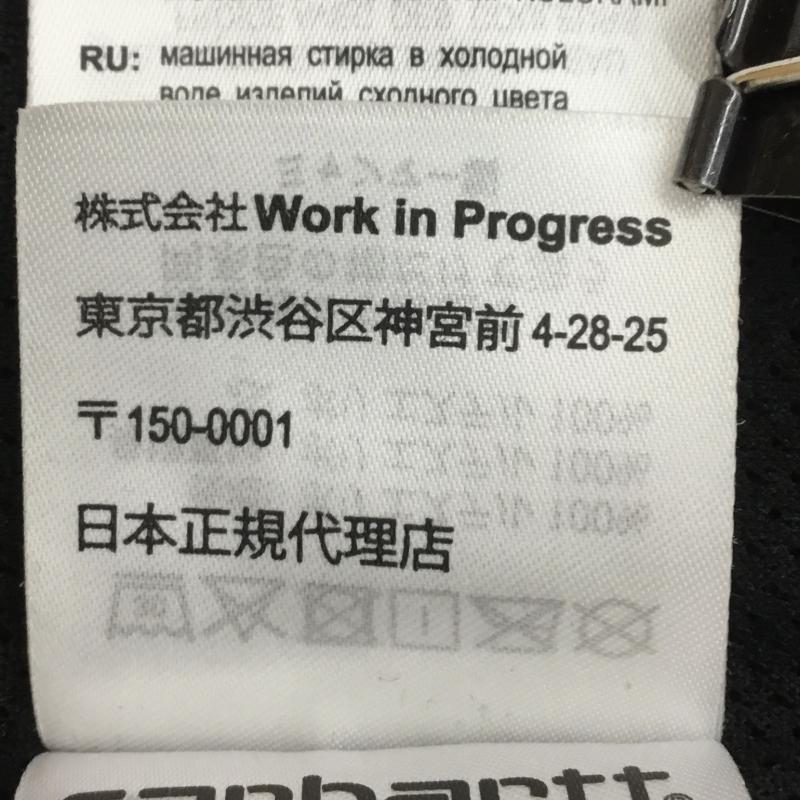 RU: машинная стирка в холодной
воде изделий сходного цвета
株式会社Work in Progress
東京都渋谷区神宮前 4-28-25
〒150-0001
日本正規代理店
carhartt